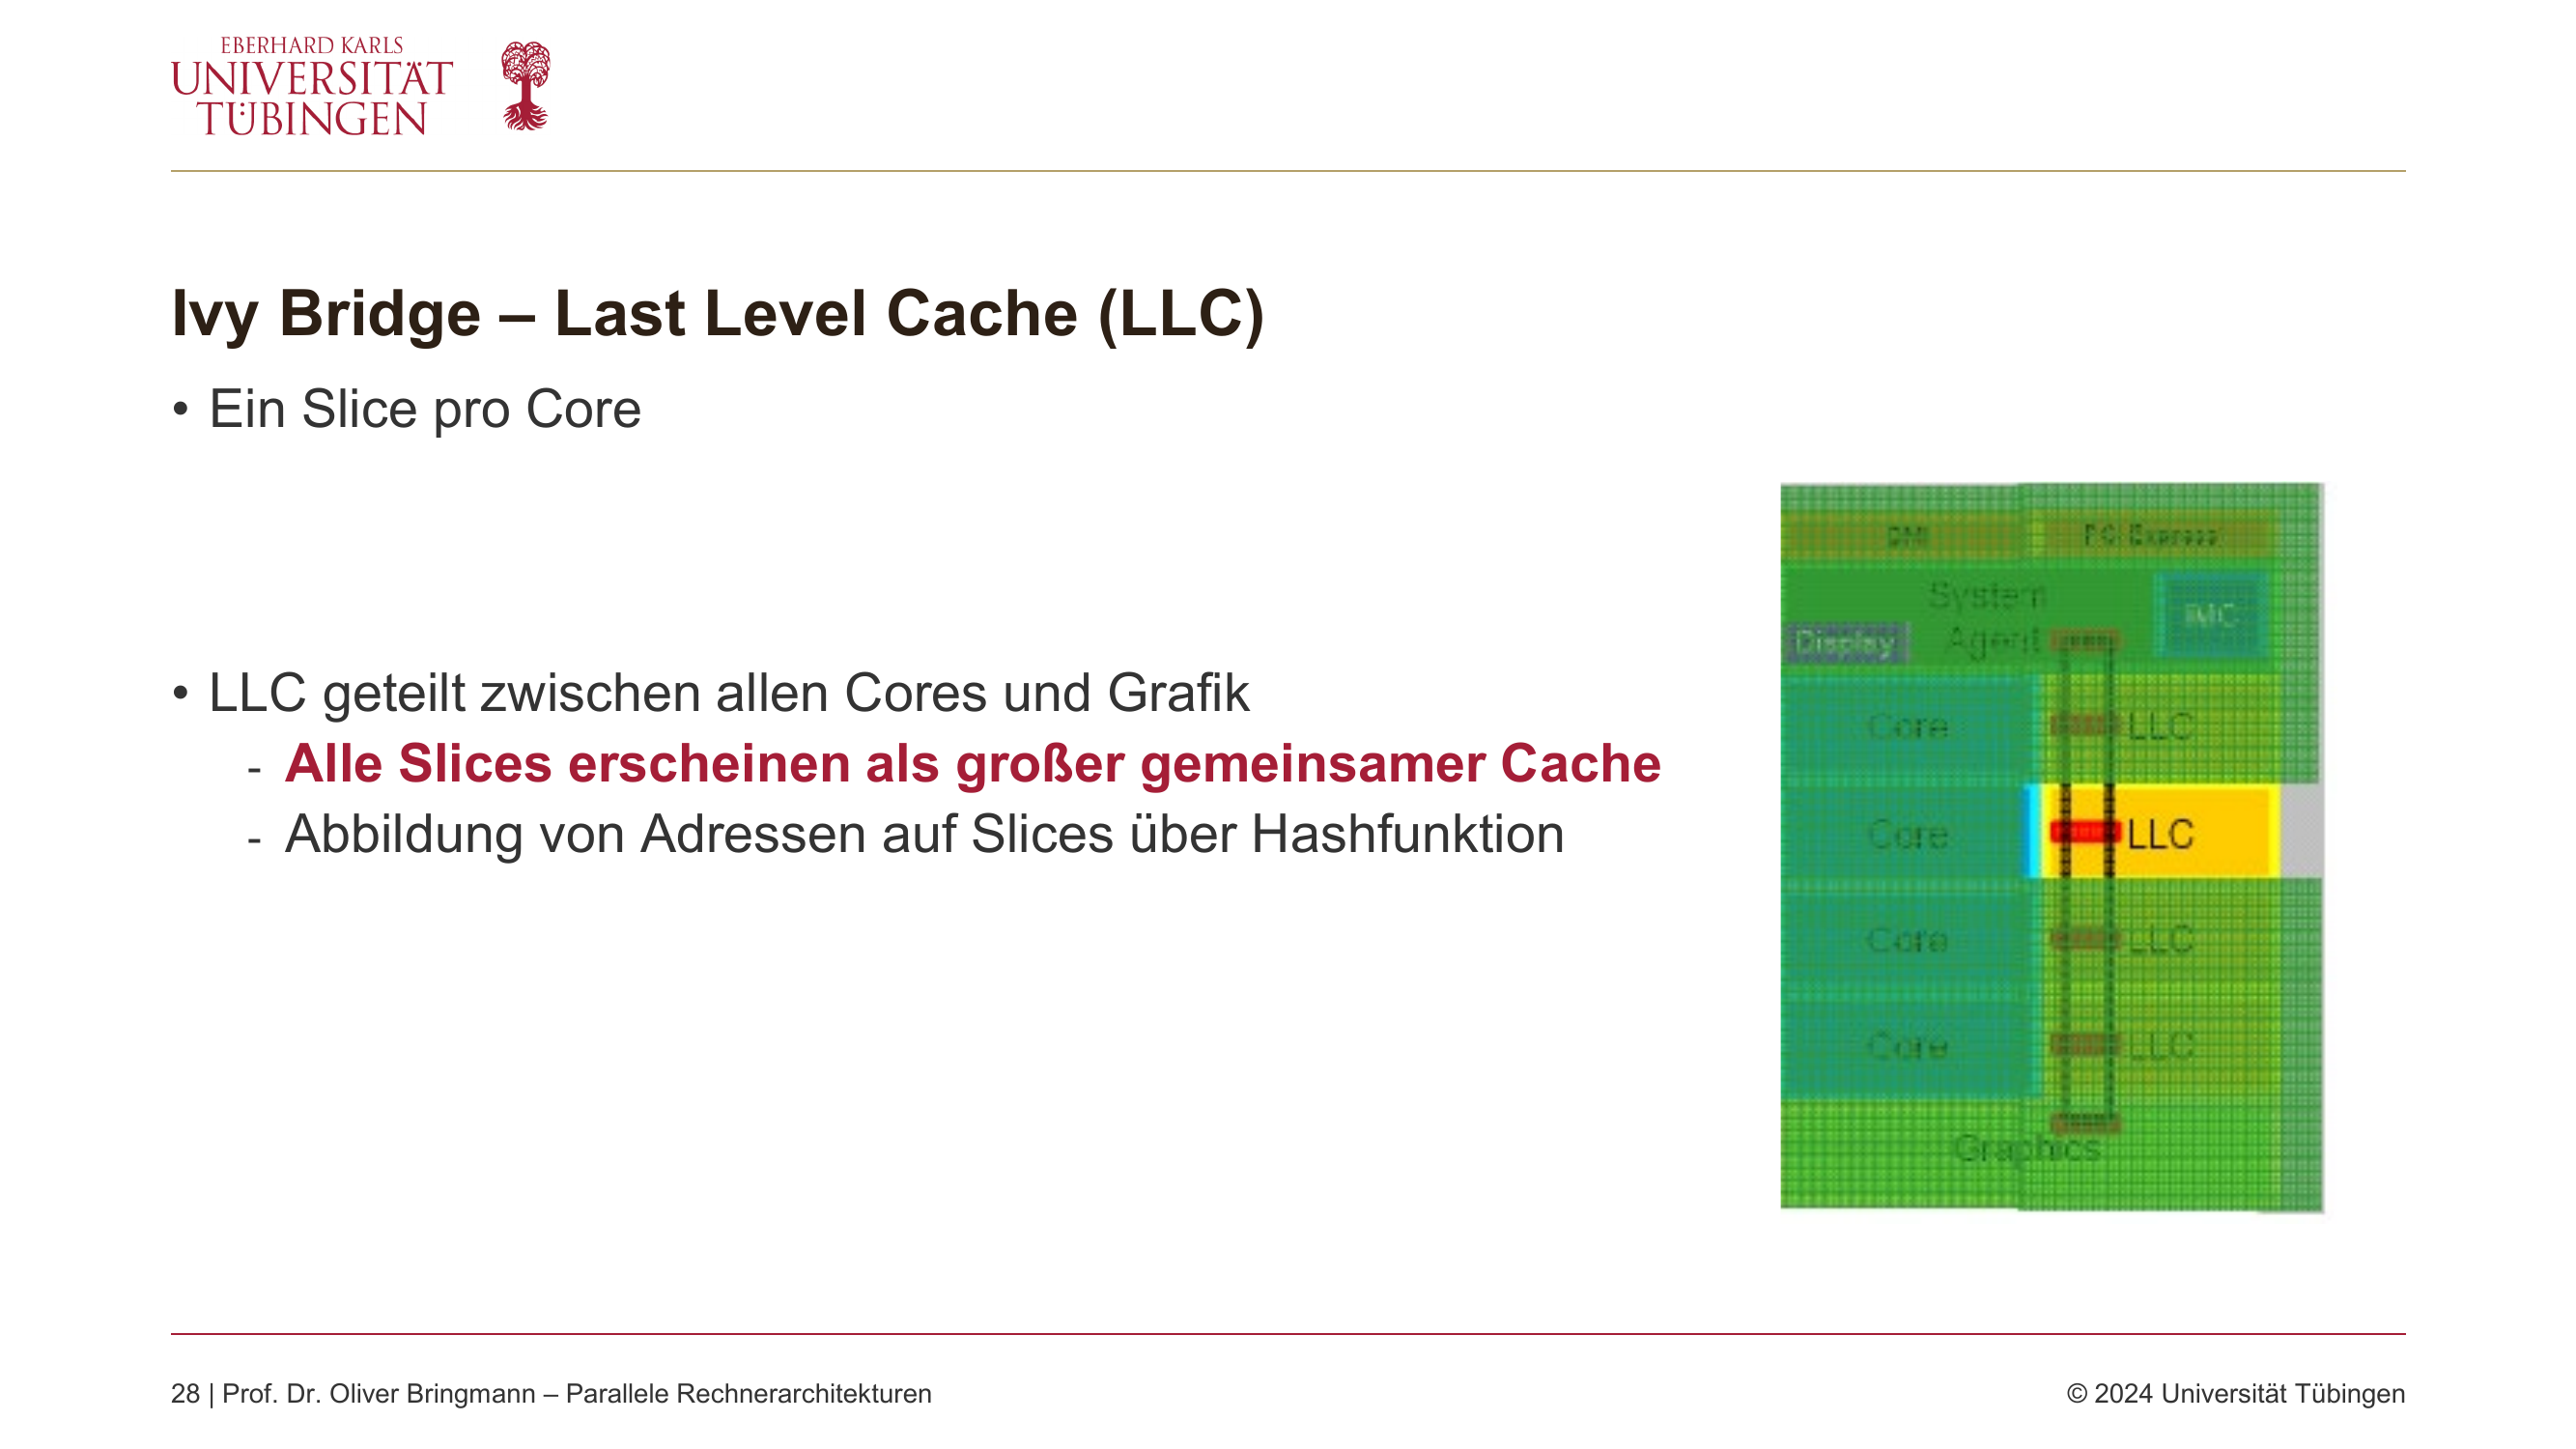 EBERHARD KARLS
UNIVERSITÄT
TÜBINGEN
Ivy Bridge – Last Level Cache (LLC)
• Ein Slice pro Core
• LLC geteilt zwischen allen Cores und Grafik
- Alle Slices erscheinen als großer gemeinsamer Cache
- Abbildung von Adressen auf Slices über Hashfunktion
DMI
PCI Express
System
Agent
IMC
Display
Core
LLC
Core
LLC
Core
LLC
Core
LLC
Graphics
28 | Prof. Dr. Oliver Bringmann – Parallele Rechnerarchitekturen
© 2024 Universität Tübingen